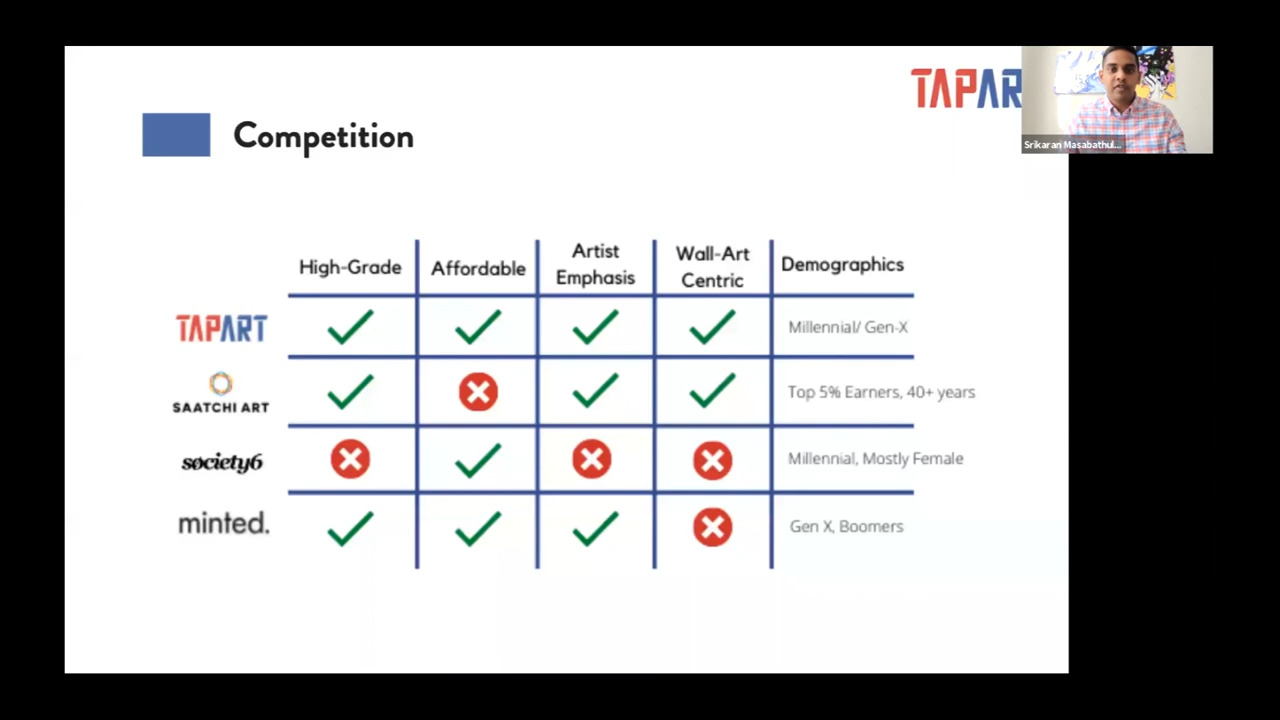 TAPAR
Srikaran Masabathul...
Competition
High-Grade
Affordable
Artist
Emphasis
Wall-Art
Centric
Demographics
TAPART
Millennial/ Gen-X
SAATCHI ART
Top 5% Earners, 40+ years
søciety6
Millennial, Mostly Female
minted.
Gen X, Boomers